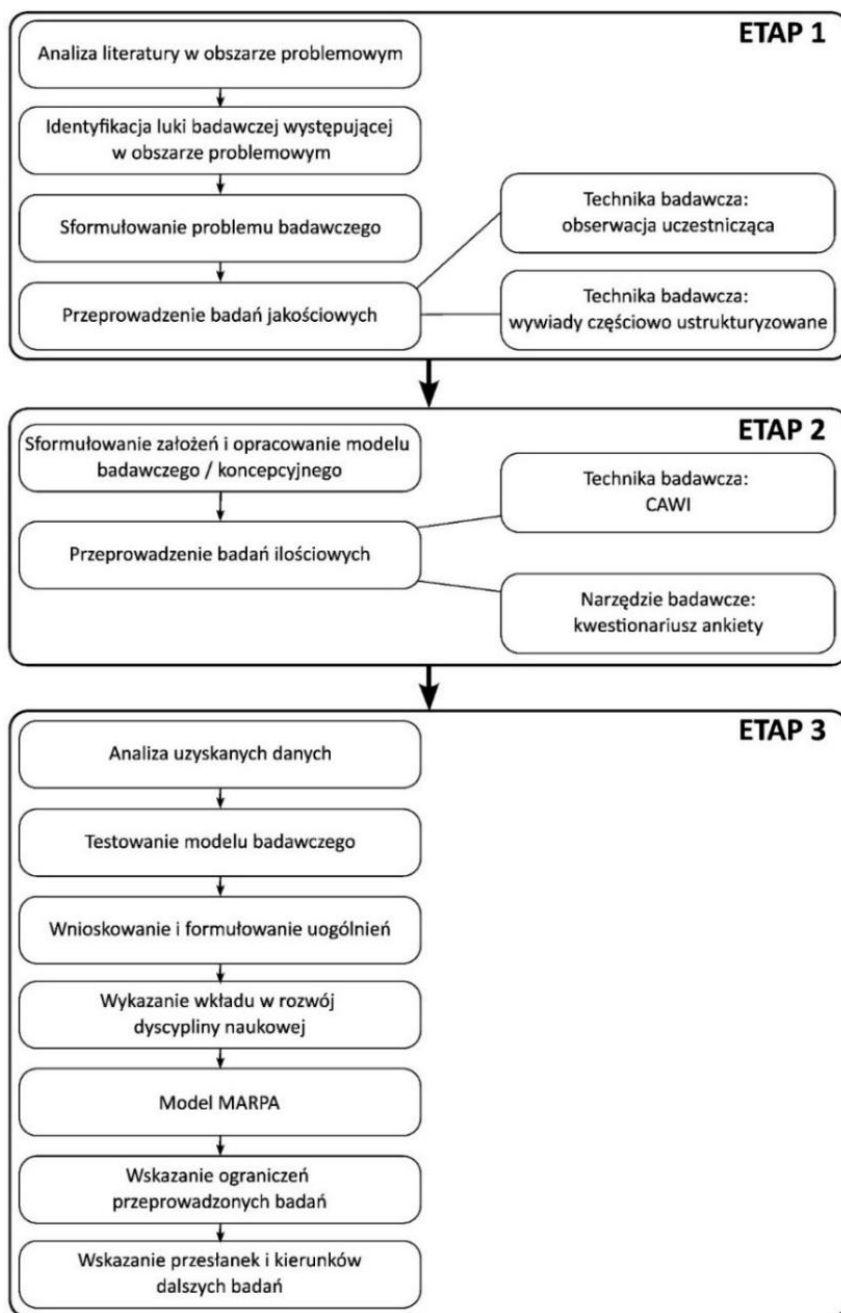 ETAP 1
Analiza literatury w obszarze problemowym
Identyfikacja luki badawczej występującej
w obszarze problemowym
Sformułowanie problemu badawczego
Przeprowadzenie badań jakościowych
Technika badawcza:
obserwacja uczestnicząca
Technika badawcza:
wywiady częściowo ustrukturyzowane
ETAP 2
Sformułowanie założeń i opracowanie modelu
badawczego / koncepcyjnego
Przeprowadzenie badań ilościowych
Technika badawcza:
CAWI
Narzędzie badawcze:
kwestionariusz ankiety
ETAP 3
Analiza uzyskanych danych
Testowanie modelu badawczego
Wnioskowanie i formułowanie uogólnień
Wykazanie wkładu w rozwój
dyscypliny naukowej
Model MARPA
Wskazanie ograniczeń
przeprowadzonych badań
Wskazanie przesłanek i kierunków
dalszych badań